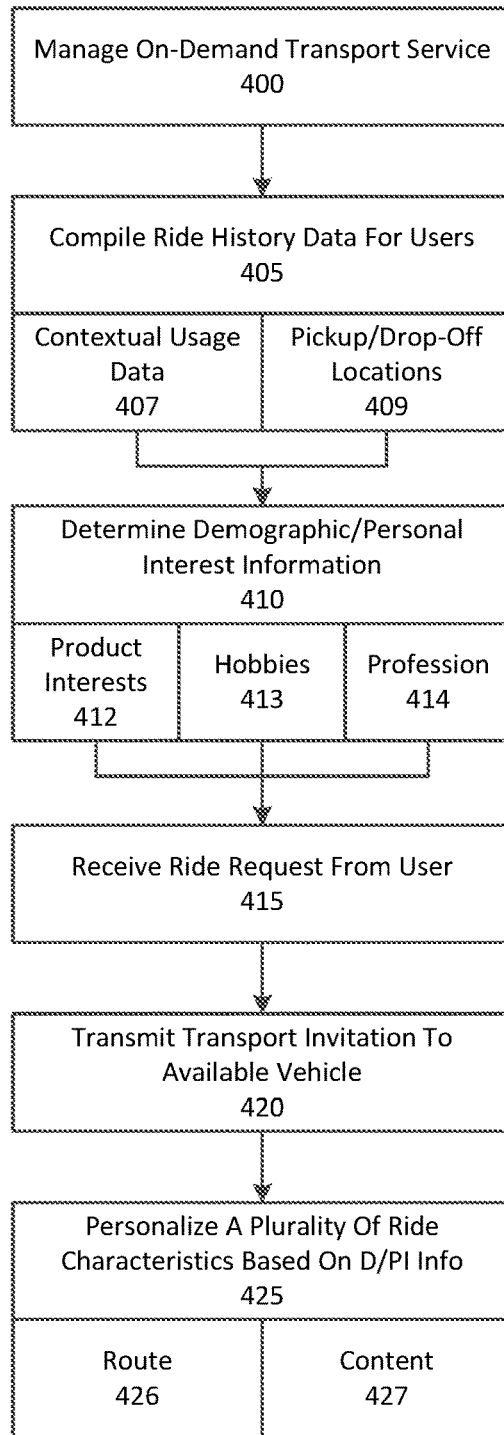 Manage On-Demand Transport Service
400
Compile Ride History Data For Users
405
Contextual Usage
Data
407
Pickup/Drop-Off
Locations
409
Determine Demographic/Personal
Interest Information
410
Product
Interests
412
Hobbies
413
Profession
414
Receive Ride Request From User
415
Transmit Transport Invitation To
Available Vehicle
420
Personalize A Plurality Of Ride
Characteristics Based On D/PI Info
425
Route
426
Content
427